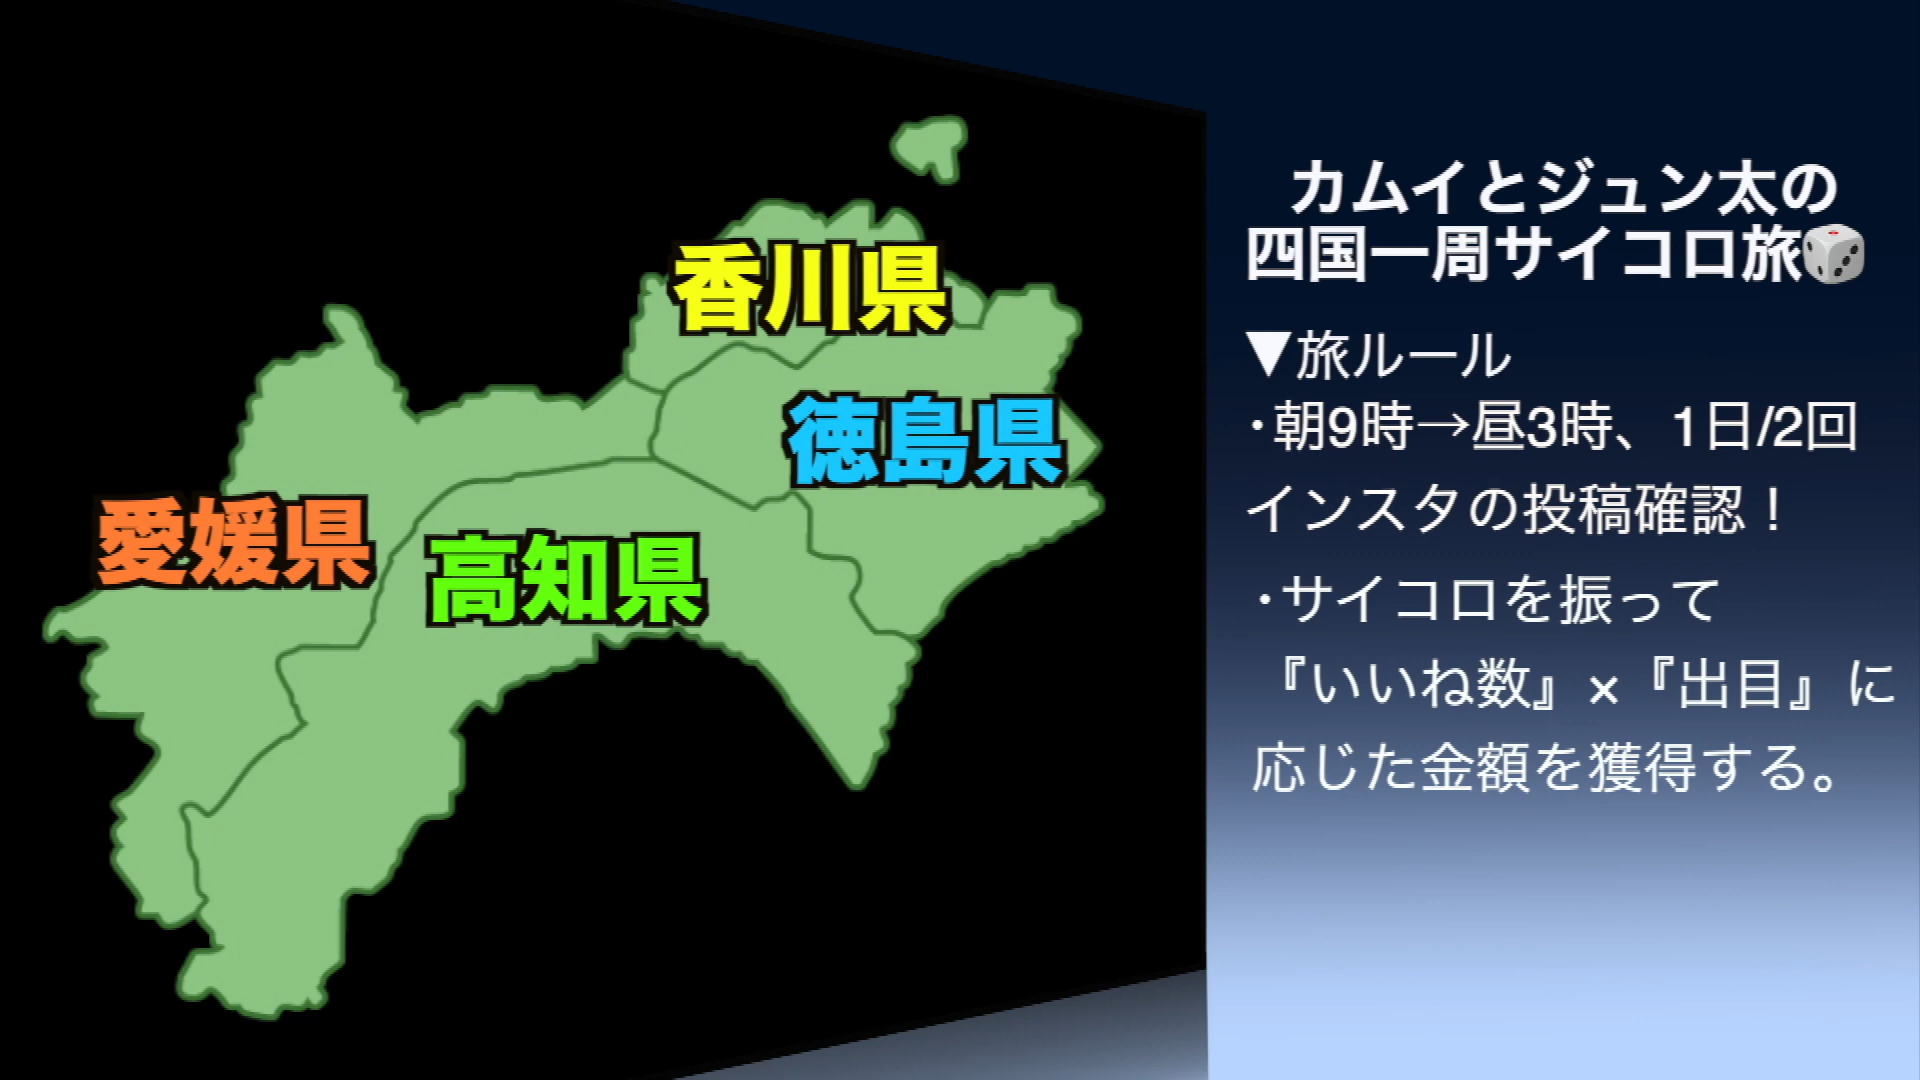 香川県
徳島県
愛媛県
高知県
カムイとジュン太の
四国一周サイコロ旅🎲
▼旅ルール
・朝9時→昼3時、1日/2回
インスタの投稿確認！
・サイコロを振って
『いいね数』×『出目』に
応じた金額を獲得する。